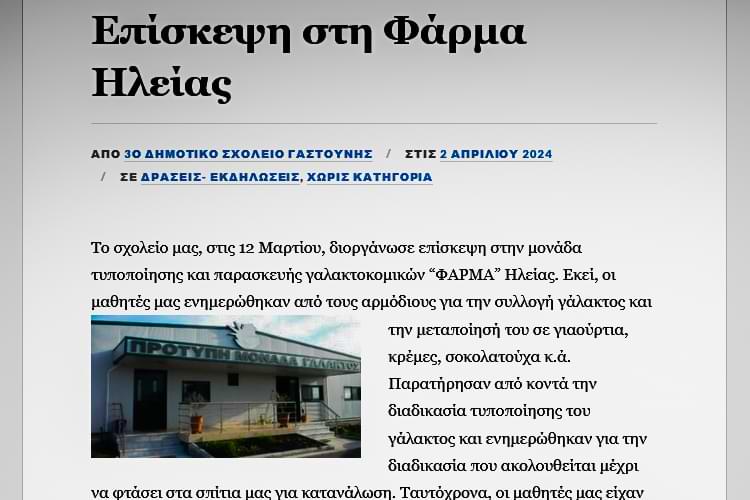 Επίσκεψη στη Φάρμα
Ηλείας
ΑΠΟ 3Ο ΔΗΜΟΤΙΚΟ ΣΧΟΛΕΙΟ ΓΑΣΤΟΥΝΗΣ / ΣΤΙΣ 2 ΑΠΡΙΛΙΟΥ 2024
/ ΣΕ ΔΡΑΣΕΙΣ- ΕΚΔΗΛΩΣΕΙΣ, ΧΩΡΙΣ ΚΑΤΗΓΟΡΙΑ
Το σχολείο μας, στις 12 Μαρτίου, διοργάνωσε επίσκεψη στην μονάδα
τυποποίησης και παρασκευής γαλακτοκομικών “ΦΑΡΜΑ” Ηλείας. Εκεί, οι
μαθητές μας ενημερώθηκαν από τους αρμόδιους για την συλλογή γάλακτος και
την μεταποίησή του σε γιαούρτια,
κρέμες, σοκολατούχα κ.ά.
Παρατήρησαν από κοντά την
διαδικασία τυποποίησης του
γάλακτος και ενημερώθηκαν για την
διαδικασία που ακολουθείται μέχρι
να φτάσει στα σπίτια μας για κατανάλωση. Ταυτόχρονα, οι μαθητές μας είχαν
ΠΡΟΤΥΠΗ ΜΟΝΑΔΑ ΓΑΛΑΚΤΟΣ